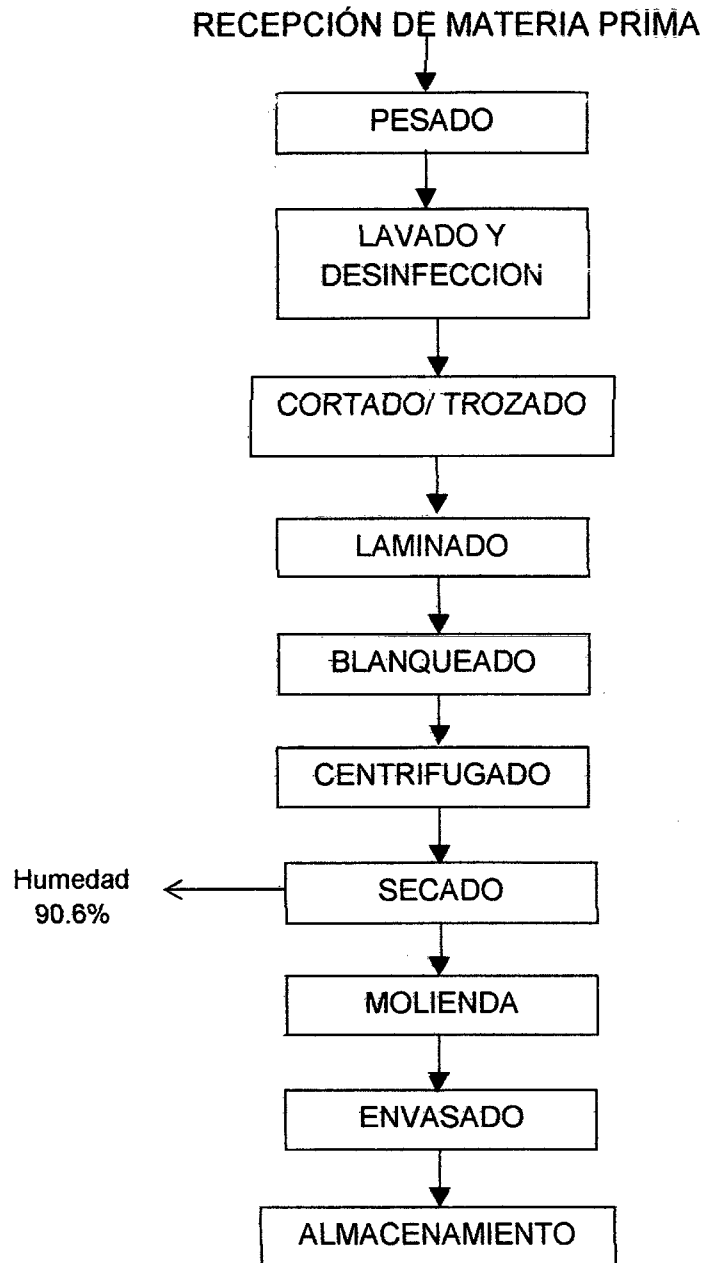 RECEPCIÓN DE MATERIA PRIMA
PESADO
LAVADO Y
DESINFECCION
CORTADO/ TROZADO
LAMINADO
BLANQUEADO
CENTRIFUGADO
Humedad
90.6%
SECADO
MOLIENDA
ENVASADO
ALMACENAMIENTO